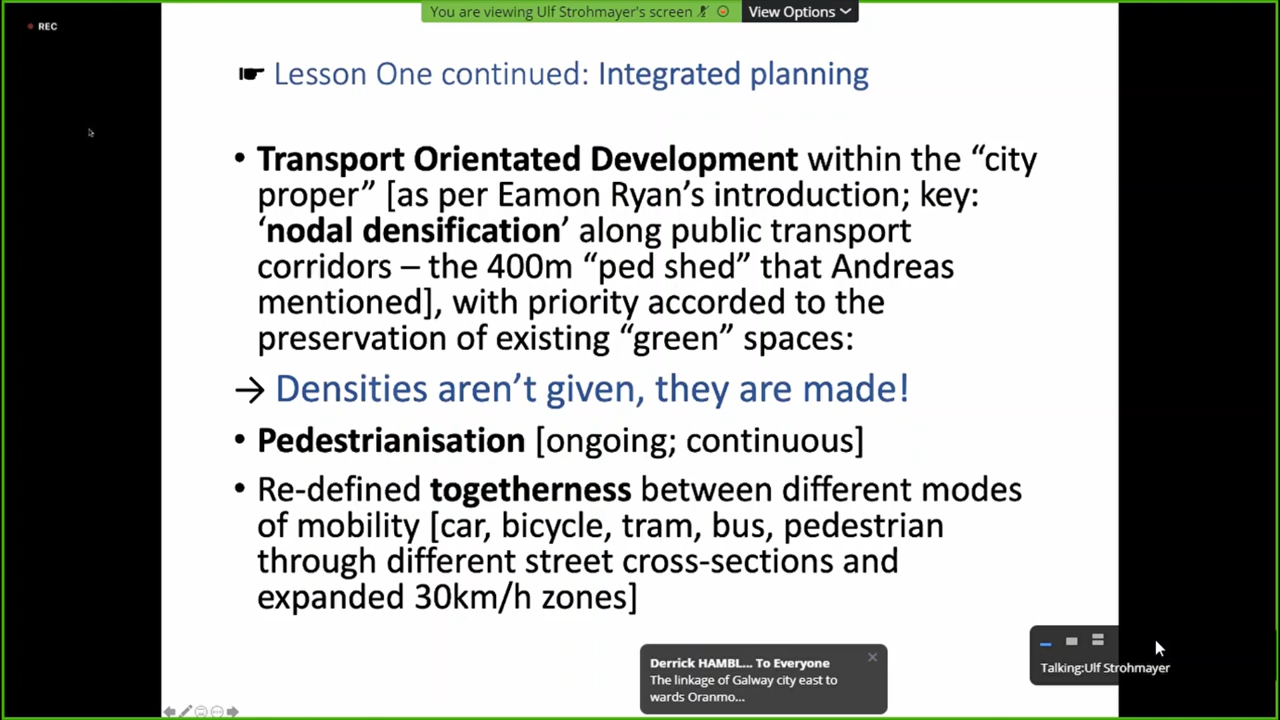 You are viewing Ulf Strohmayer's screen
View Options
REC
☛ Lesson One continued: Integrated planning
• Transport Orientated Development within the “city
proper” [as per Eamon Ryan’s introduction; key:
‘nodal densification’ along public transport
corridors – the 400m “ped shed” that Andreas
mentioned], with priority accorded to the
preservation of existing “green” spaces:
→ Densities aren’t given, they are made!
• Pedestrianisation [ongoing; continuous]
• Re-defined togetherness between different modes
of mobility [car, bicycle, tram, bus, pedestrian
through different street cross-sections and
expanded 30km/h zones]
Derrick HAMBL... To Everyone
The linkage of Galway city east to
wards Oranmo...
Talking:Ulf Strohmayer